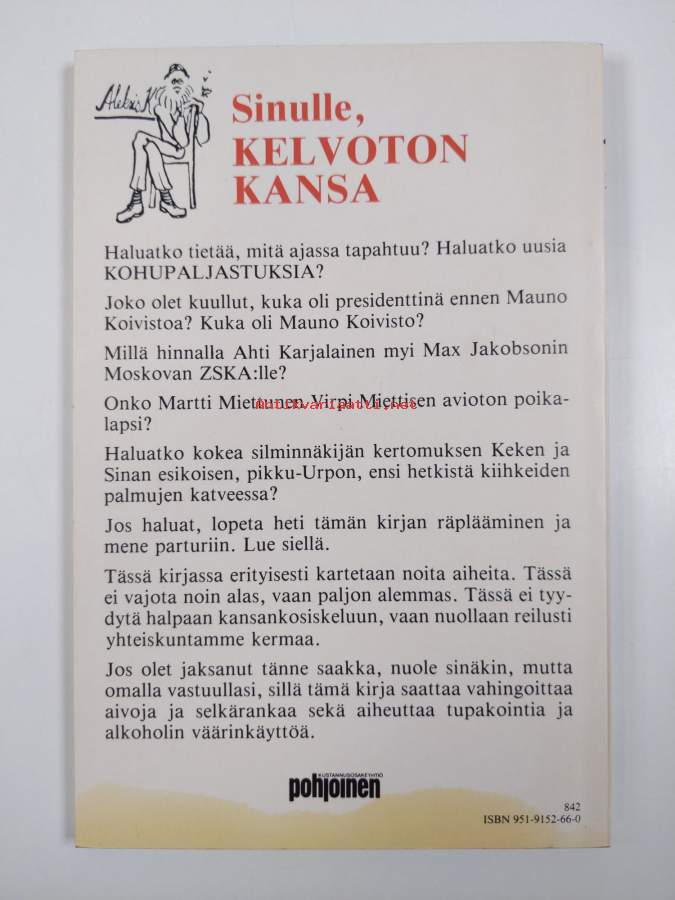 Aleksis K
Sinulle,
KELVOTON
KANSA
Haluatko tietää, mitä ajassa tapahtuu? Haluatko uusia
KOHUPALJASTUKSIA?
Joko olet kuullut, kuka oli presidenttinä ennen Mauno
Koivistoa? Kuka oli Mauno Koivisto?
Millä hinnalla Ahti Karjalainen myi Max Jakobsonin
Moskovan ZSKA:lle?
Onko Martti Miettunen Virpi Miettisen avioton poika-
lapsi?
Antikvariaatti.net
Haluatko kokea silminnäkijän kertomuksen Keken ja
Sinan esikoisen, pikku-Urpon, ensi hetkistä kiihkeiden
palmujen katveessa?
Jos haluat, lopeta heti tämän kirjan räplääminen ja
mene parturiin. Lue siellä.
Tässä kirjassa erityisesti kartetaan noita aiheita. Tässä
ei vajota noin alas, vaan paljon alemmas. Tässä ei tyy-
dytä halpaan kansankosiskeluun, vaan nuollaan reilusti
yhteiskuntamme kermaa.
Jos olet jaksanut tänne saakka, nuole sinäkin, mutta
omalla vastuullasi, sillä tämä kirja saattaa vahingoittaa
aivoja ja selkärankaa sekä aiheuttaa tupakointia ja
alkoholin väärinkäyttöä.
KUSTANNUSOSAKEYHTIÖ
pohjoinen
842
ISBN 951-9152-66-0